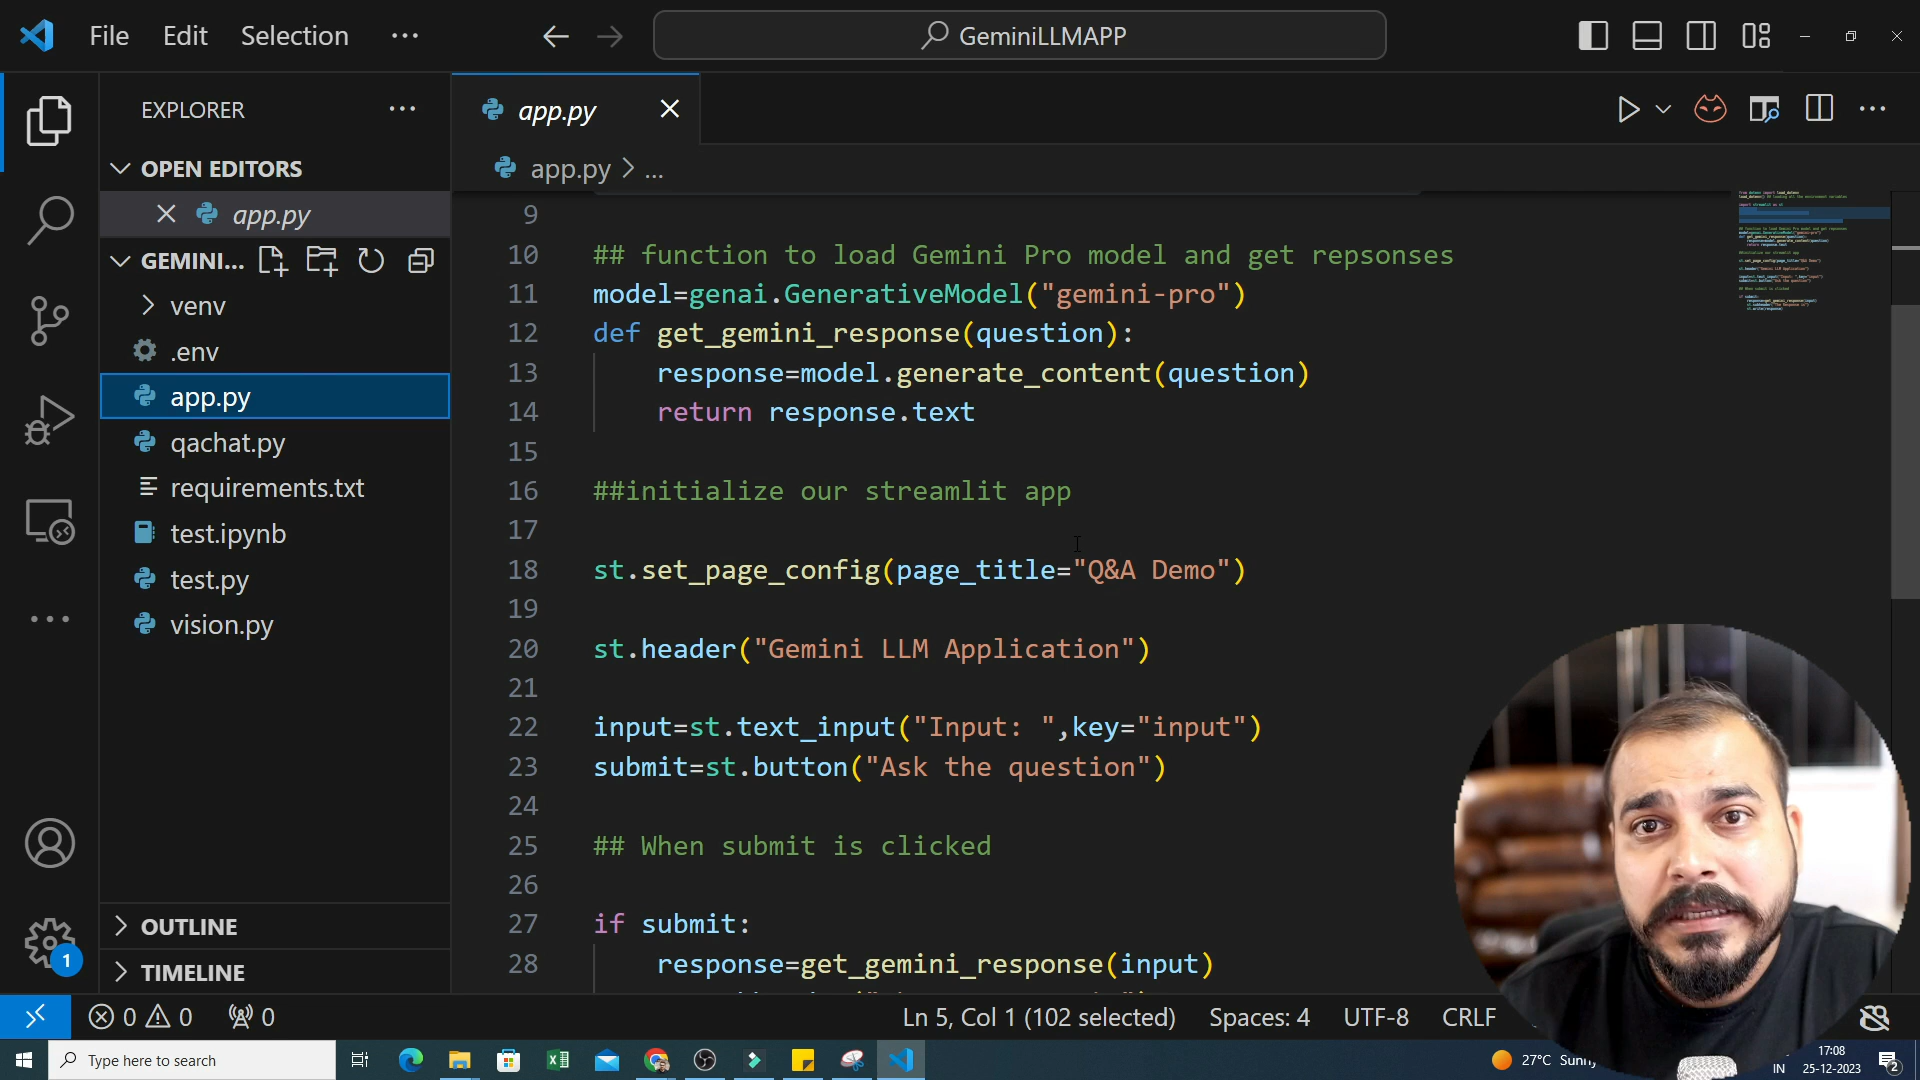 File Edit Selection ···
GeminiLLMAPP
EXPLORER
OPEN EDITORS
app.py
GEMINI...
venv
.env
app.py
qachat.py
requirements.txt
test.ipynb
test.py
vision.py
OUTLINE
TIMELINE
1
app.py
app.py > ...
9
10 ## function to load Gemini Pro model and get repsonses
11 model=genai.GenerativeModel("gemini-pro")
12 def get_gemini_response(question):
13 response=model.generate_content(question)
14 return response.text
15
16 ##initialize our streamlit app
17
18 st.set_page_config(page_title="Q&A Demo")
19
20 st.header("Gemini LLM Application")
21
22 input=st.text_input("Input: ",key="input")
23 submit=st.button("Ask the question")
24
25 ## When submit is clicked
26
27 if submit:
28 response=get_gemini_response(input)
0 0 0
Ln 5, Col 1 (102 selected) Spaces: 4 UTF-8 CRLF
Type here to search
27°C Sunny
IN
17:08
25-12-2023
2